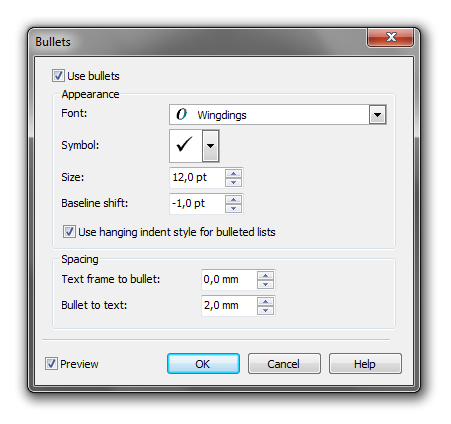 Bullets
Use bullets
Appearance
Font: Wingdings
Symbol:
Size: 12,0 pt
Baseline shift: -1,0 pt
Use hanging indent style for bulleted lists
Spacing
Text frame to bullet: 0,0 mm
Bullet to text: 2,0 mm
Preview OK Cancel Help